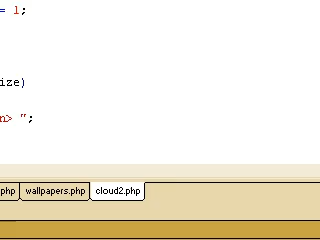 = 1;
ize)
n> ";
php wallpapers.php cloud2.php